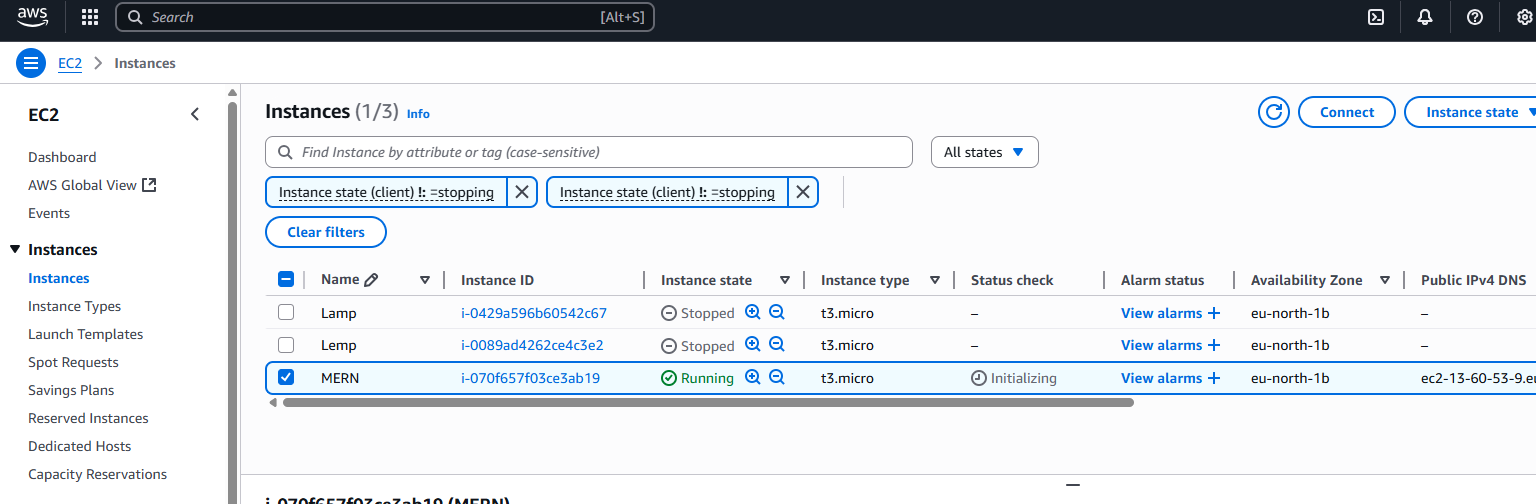 aws Search [Alt+S]
EC2 Instances
EC2
Dashboard
AWS Global View
Events
Instances
Instances
Instance Types
Launch Templates
Spot Requests
Savings Plans
Reserved Instances
Dedicated Hosts
Capacity Reservations
Instances (1/3) Info
Connect
Instance state
Find Instance by attribute or tag (case-sensitive)
All states
Instance state (client) !: =stopping
Instance state (client) !: =stopping
Clear filters
Name Instance ID Instance state Instance type Status check Alarm status Availability Zone Public IPv4 DNS
Lamp i-0429a596b60542c67 Stopped t3.micro – View alarms + eu-north-1b –
Lemp i-0089ad4262ce4c3e2 Stopped t3.micro – View alarms + eu-north-1b –
MERN i-070f657f03ce3ab19 Running t3.micro Initializing View alarms + eu-north-1b ec2-13-60-53-9.eu
i-070f657f03ce3ab19 (MERN)